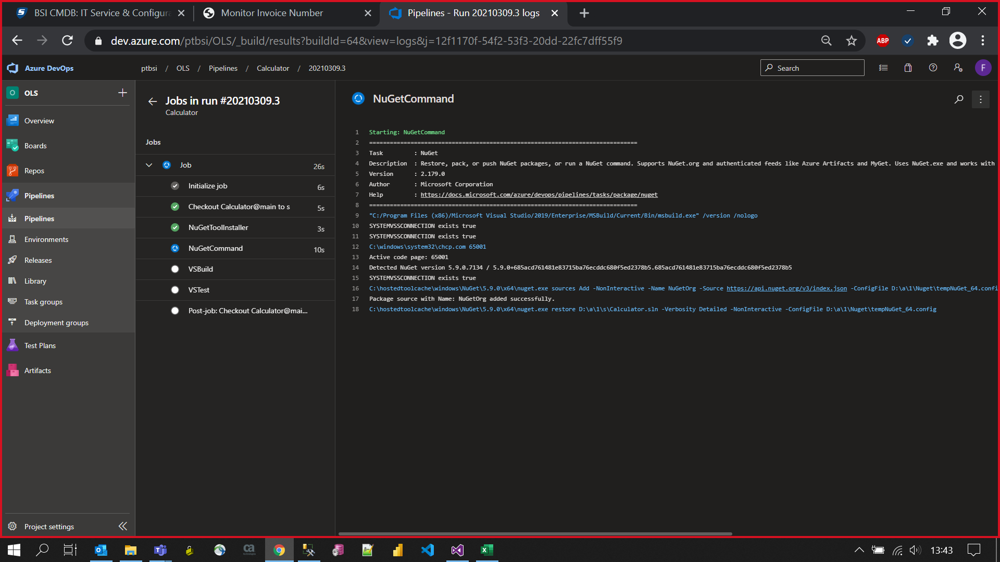 BSI CMDB: IT Service & Configura
Monitor Invoice Number
Pipelines - Run 20210309.3 logs
dev.azure.com/ptbsi/OLS/_build/results?buildId=64&view=logs&j=12f1170f-54f2-53f3-20dd-22fc7dff55f9
ABP
Azure DevOps
ptbsi / OLS / Pipelines / Calculator / 20210309.3
Search
F
O OLS
Overview
Boards
Repos
Pipelines
Pipelines
Environments
Releases
Library
Task groups
Deployment groups
Test Plans
Artifacts
Project settings
Jobs in run #20210309.3
Calculator
Jobs
Job 26s
Initialize job 6s
Checkout Calculator@main to s 5s
NuGetToolInstaller 3s
NuGetCommand 10s
VSBuild
VSTest
Post-job: Checkout Calculator@mai...
NuGetCommand
1 Starting: NuGetCommand
2 ==============================================================================
3 Task : NuGet
4 Description : Restore, pack, or push NuGet packages, or run a NuGet command. Supports NuGet.org and authenticated feeds like Azure Artifacts and MyGet. Uses NuGet.exe and works with
5 Version : 2.179.0
6 Author : Microsoft Corporation
7 Help : https://docs.microsoft.com/azure/devops/pipelines/tasks/package/nuget
8 ==============================================================================
9 "C:/Program Files (x86)/Microsoft Visual Studio/2019/Enterprise/MSBuild/Current/Bin/msbuild.exe" /version /nologo
10 SYSTEMVSSCONNECTION exists true
11 SYSTEMVSSCONNECTION exists true
12 C:\windows\system32\chcp.com 65001
13 Active code page: 65001
14 Detected NuGet version 5.9.0.7134 / 5.9.0+685acd761481e83715ba76ecddc680f5ed2378b5.685acd761481e83715ba76ecddc680f5ed2378b5
15 SYSTEMVSSCONNECTION exists true
16 C:\hostedtoolcache\windows\NuGet\5.9.0\x64\nuget.exe sources Add -NonInteractive -Name NuGetOrg -Source https://api.nuget.org/v3/index.json -ConfigFile D:\a\1\Nuget\tempNuGet_64.confi
17 Package source with Name: NuGetOrg added successfully.
18 C:\hostedtoolcache\windows\NuGet\5.9.0\x64\nuget.exe restore D:\a\1\s\Calculator.sln -Verbosity Detailed -NonInteractive -ConfigFile D:\a\1\Nuget\tempNuGet_64.config
ca
technologies
13:43